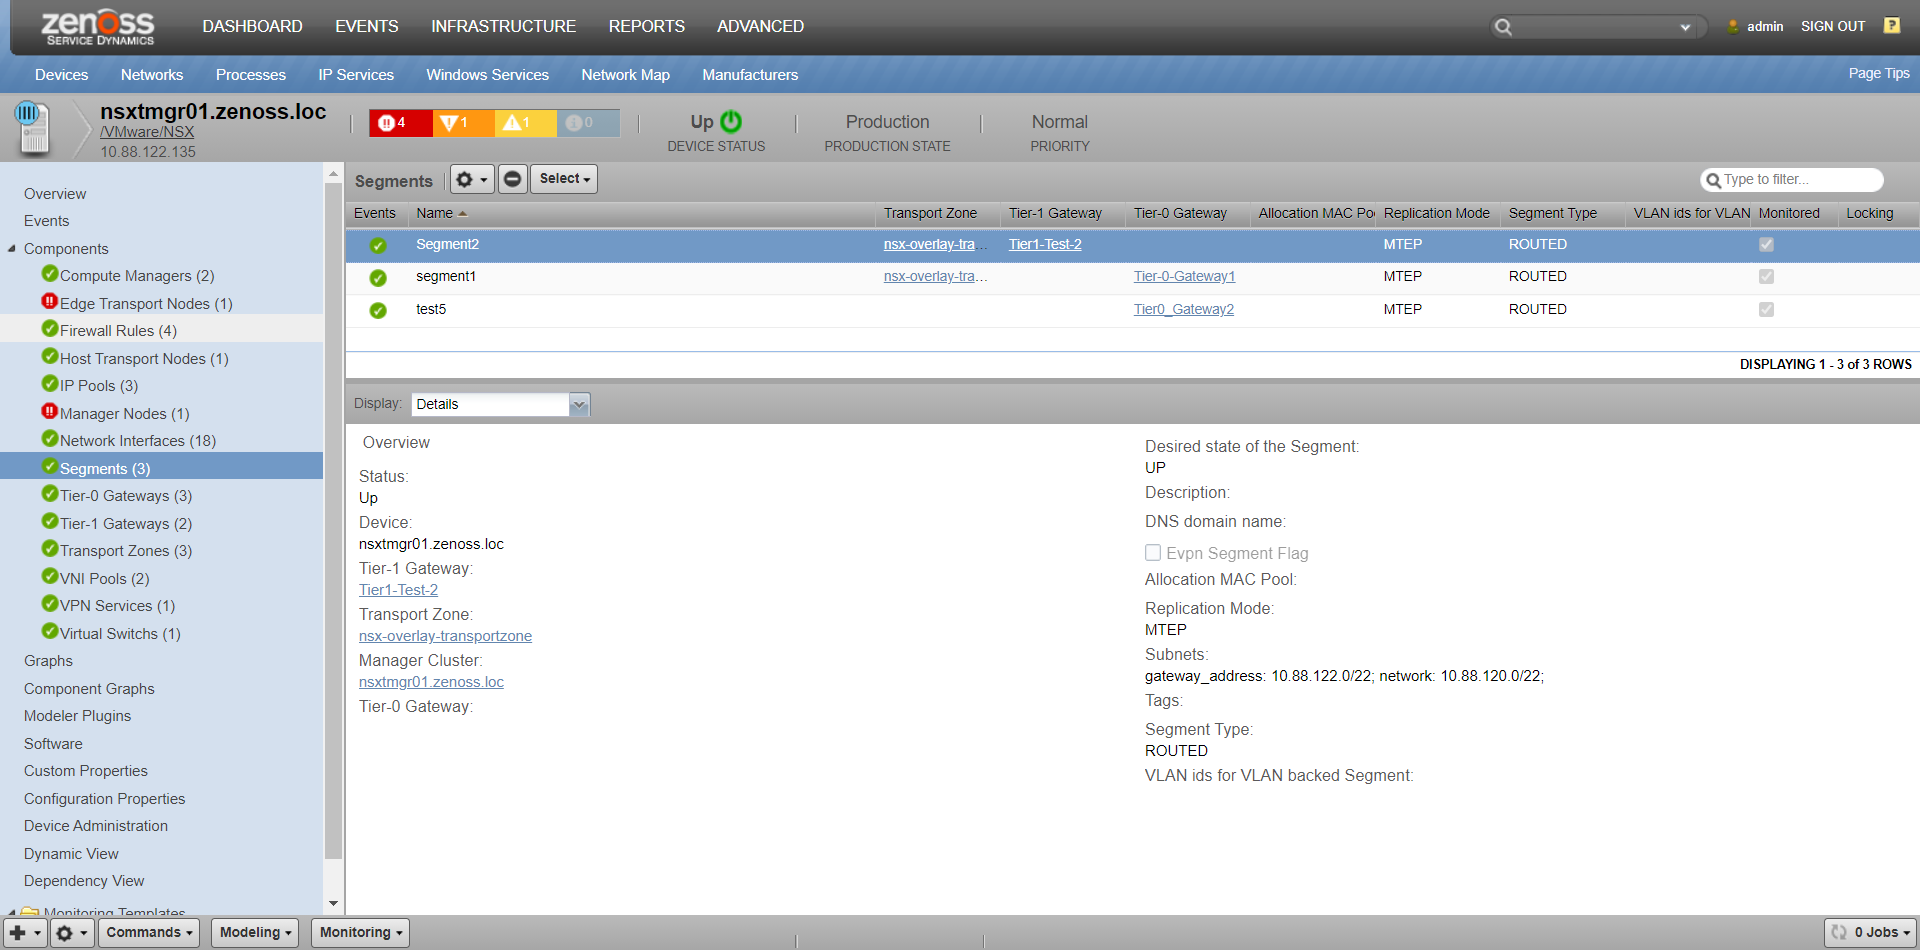 zenoss
SERVICE DYNAMICS
DASHBOARD EVENTS INFRASTRUCTURE REPORTS ADVANCED
admin SIGN OUT ?
Devices Networks Processes IP Services Windows Services Network Map Manufacturers Page Tips
nsxtmgr01.zenoss.loc
/VMware/NSX
10.88.122.135
4 1 1 0
Up Production Normal
DEVICE STATUS PRODUCTION STATE PRIORITY
Overview
Events
Components
Compute Managers (2)
Edge Transport Nodes (1)
Firewall Rules (4)
Host Transport Nodes (1)
IP Pools (3)
Manager Nodes (1)
Network Interfaces (18)
Segments (3)
Tier-0 Gateways (3)
Tier-1 Gateways (2)
Transport Zones (3)
VNI Pools (2)
VPN Services (1)
Virtual Switchs (1)
Graphs
Component Graphs
Modeler Plugins
Software
Custom Properties
Configuration Properties
Device Administration
Dynamic View
Dependency View
Monitoring Templates
Segments Select Type to filter...
Events Name Transport Zone Tier-1 Gateway Tier-0 Gateway Allocation MAC Po Replication Mode Segment Type VLAN ids for VLAN Monitored Locking
Segment2 nsx-overlay-tra... Tier1-Test-2 MTEP ROUTED
segment1 nsx-overlay-tra... Tier-0-Gateway1 MTEP ROUTED
test5 Tier0_Gateway2 MTEP ROUTED
DISPLAYING 1 - 3 of 3 ROWS
Display: Details
Overview
Status:
Up
Device:
nsxtmgr01.zenoss.loc
Tier-1 Gateway:
Tier1-Test-2
Transport Zone:
nsx-overlay-transportzone
Manager Cluster:
nsxtmgr01.zenoss.loc
Tier-0 Gateway:
Desired state of the Segment:
UP
Description:
DNS domain name:
Evpn Segment Flag
Allocation MAC Pool:
Replication Mode:
MTEP
Subnets:
gateway_address: 10.88.122.0/22; network: 10.88.120.0/22;
Tags:
Segment Type:
ROUTED
VLAN ids for VLAN backed Segment:
Commands Modeling Monitoring 0 Jobs